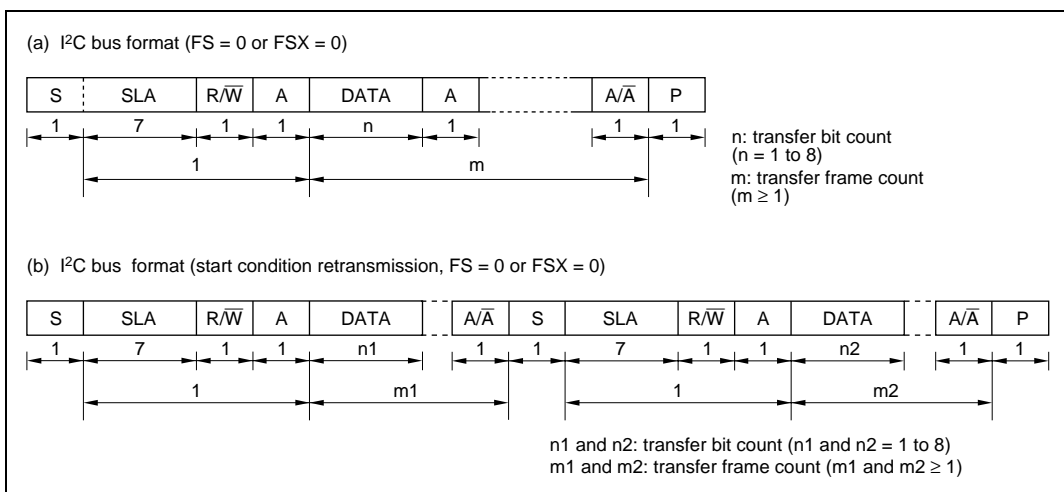 (a) I²C bus format (FS = 0 or FSX = 0)
S SLA R/W̅ A DATA A A/A̅ P
1 7 1 1 n 1 1 1
1 m
n: transfer bit count
(n = 1 to 8)
m: transfer frame count
(m ≥ 1)
(b) I²C bus format (start condition retransmission, FS = 0 or FSX = 0)
S SLA R/W̅ A DATA A/A̅ S SLA R/W̅ A DATA A/A̅ P
1 7 1 1 n1 1 1 7 1 1 n2 1 1
1 m1 1 m2
n1 and n2: transfer bit count (n1 and n2 = 1 to 8)
m1 and m2: transfer frame count (m1 and m2 ≥ 1)